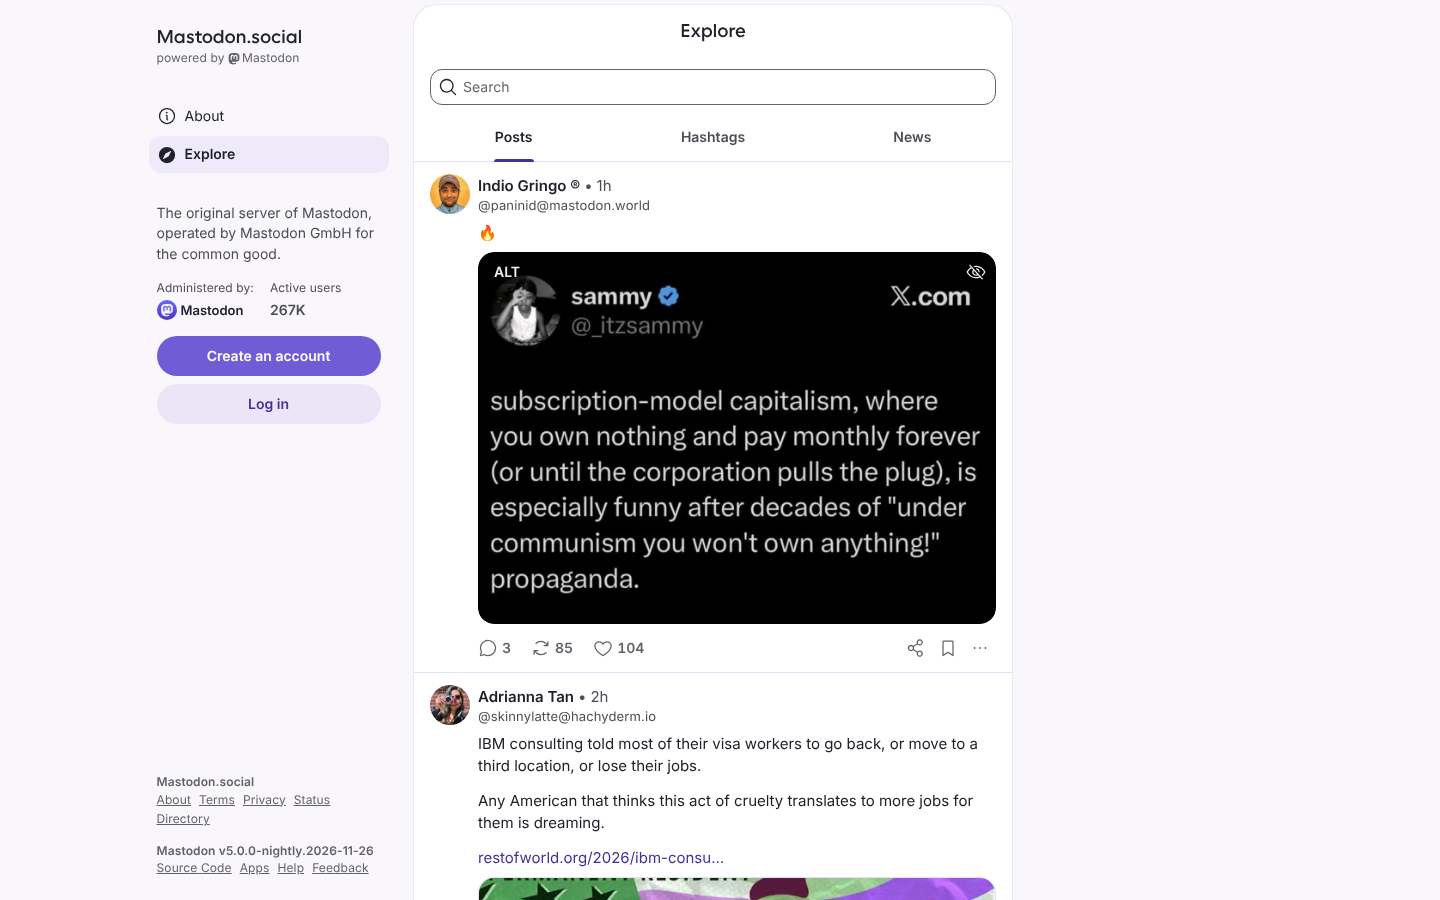 Mastodon.social
powered by Mastodon
About
Explore
The original server of Mastodon,
operated by Mastodon GmbH for
the common good.
Administered by:
Mastodon
Active users
267K
Create an account
Log in
Mastodon.social
About Terms Privacy Status
Directory
Mastodon v5.0.0-nightly.2026-11-26
Source Code Apps Help Feedback
Explore
Search
Posts Hashtags News
Indio Gringo ® • 1h
@paninid@mastodon.world
🔥
ALT
sammy
@_itzsammy
X.com
subscription-model capitalism, where
you own nothing and pay monthly forever
(or until the corporation pulls the plug), is
especially funny after decades of "under
communism you won't own anything!"
propaganda.
3 85 104
Adrianna Tan • 2h
@skinnylatte@hachyderm.io
IBM consulting told most of their visa workers to go back, or move to a
third location, or lose their jobs.
Any American that thinks this act of cruelty translates to more jobs for
them is dreaming.
restofworld.org/2026/ibm-consu...
PERMANENT RESIDENT